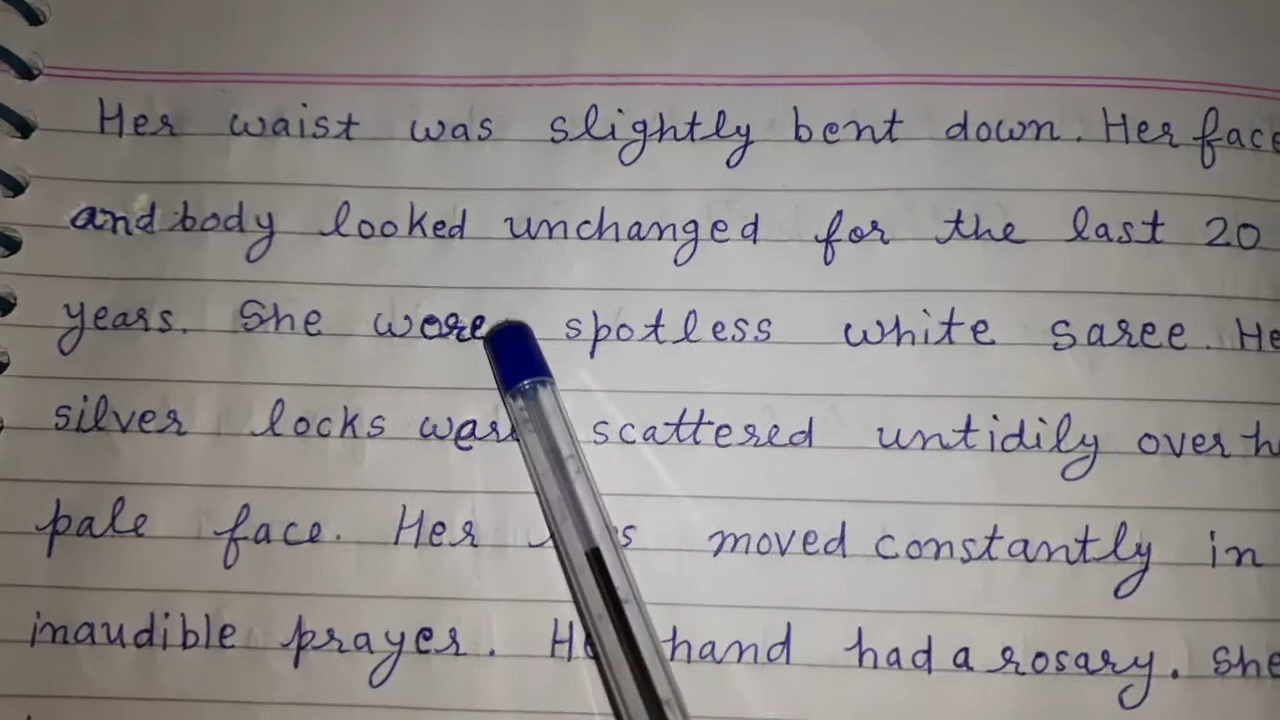 Her waist was slightly bent down. Her face
and body looked unchanged for the last 20
years. She wore spotless white saree. He
silver locks scattered untidily over h
pale face. Her moved constantly in
inaudible prayer. hand had a rosary. She